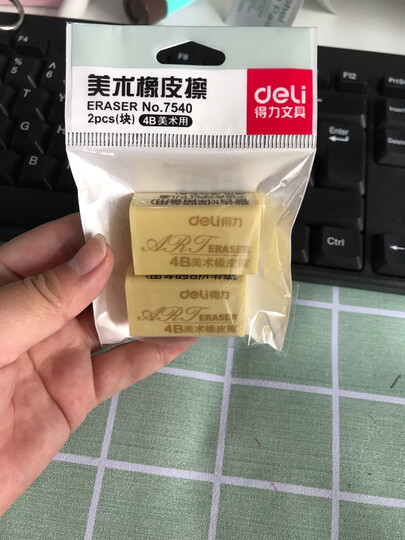 美术橡皮擦
ERASER No.7540
2pcs(块) 4B美术用
deli
得力文具
deli得力
ART ERASER
4B美术橡皮擦
deli得力
ART ERASER
4B美术橡皮擦
F8
F12
Enter
Shift
Ctrl